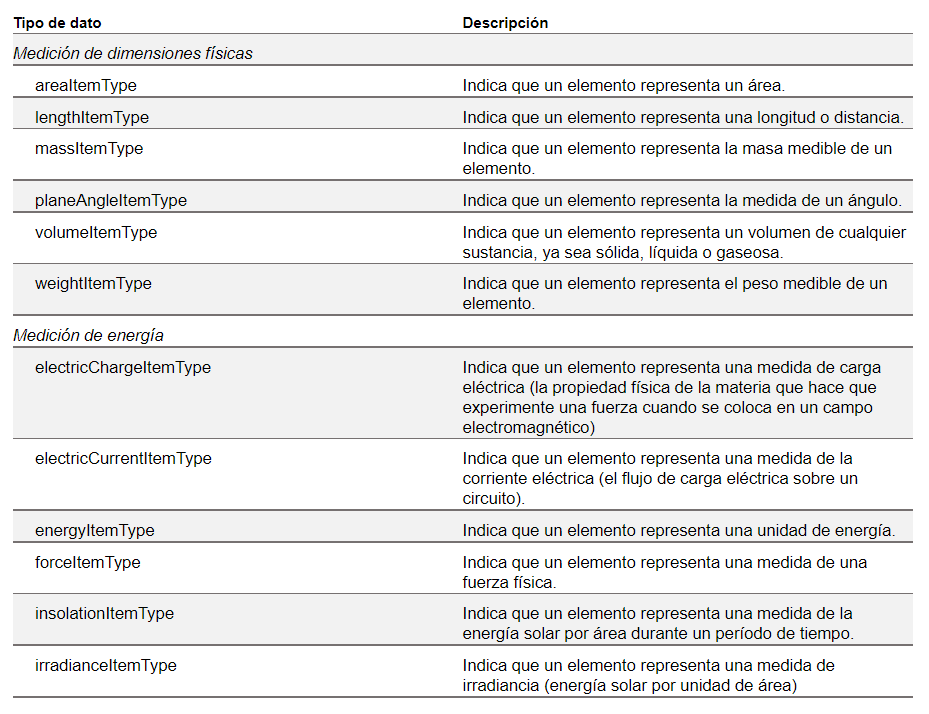 Tipo de dato Descripción
Medición de dimensiones físicas
areaItemType Indica que un elemento representa un área.
lengthItemType Indica que un elemento representa una longitud o distancia.
massItemType Indica que un elemento representa la masa medible de un
elemento.
planeAngleItemType Indica que un elemento representa la medida de un ángulo.
volumeItemType Indica que un elemento representa un volumen de cualquier
sustancia, ya sea sólida, líquida o gaseosa.
weightItemType Indica que un elemento representa el peso medible de un
elemento.
Medición de energía
electricChargeItemType Indica que un elemento representa una medida de carga
eléctrica (la propiedad física de la materia que hace que
experimente una fuerza cuando se coloca en un campo
electromagnético)
electricCurrentItemType Indica que un elemento representa una medida de la
corriente eléctrica (el flujo de carga eléctrica sobre un
circuito).
energyItemType Indica que un elemento representa una unidad de energía.
forceItemType Indica que un elemento representa una medida de una
fuerza física.
insolationItemType Indica que un elemento representa una medida de la
energía solar por área durante un período de tiempo.
irradianceItemType Indica que un elemento representa una medida de
irradiancia (energía solar por unidad de área)